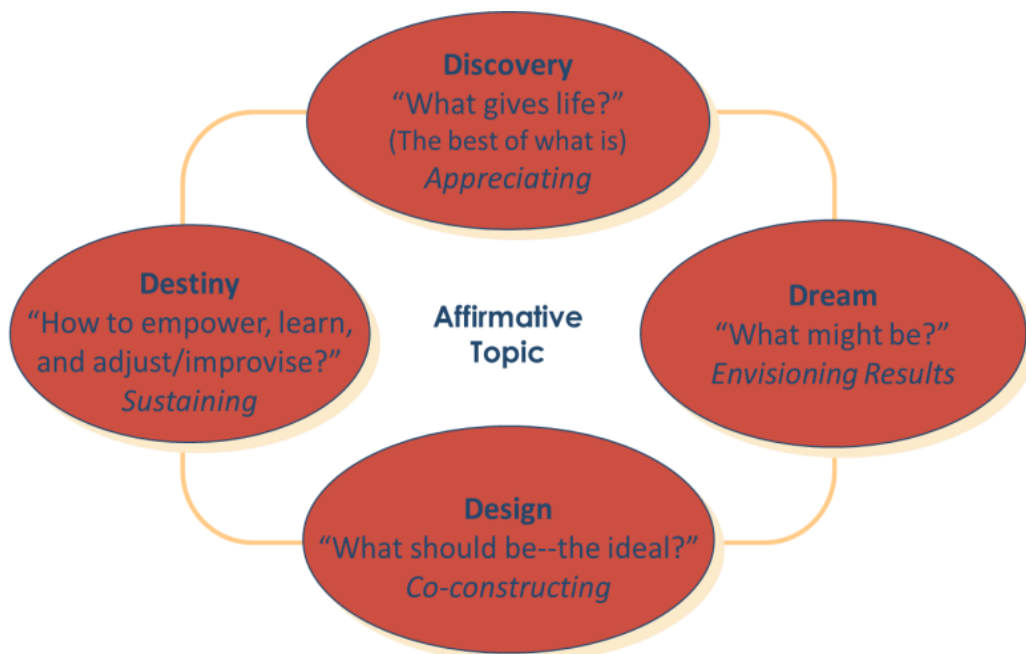 Discovery
“What gives life?”
(The best of what is)
Appreciating
Destiny
“How to empower, learn,
and adjust/improvise?”
Sustaining
Affirmative
Topic
Dream
“What might be?”
Envisioning Results
Design
“What should be--the ideal?”
Co-constructing